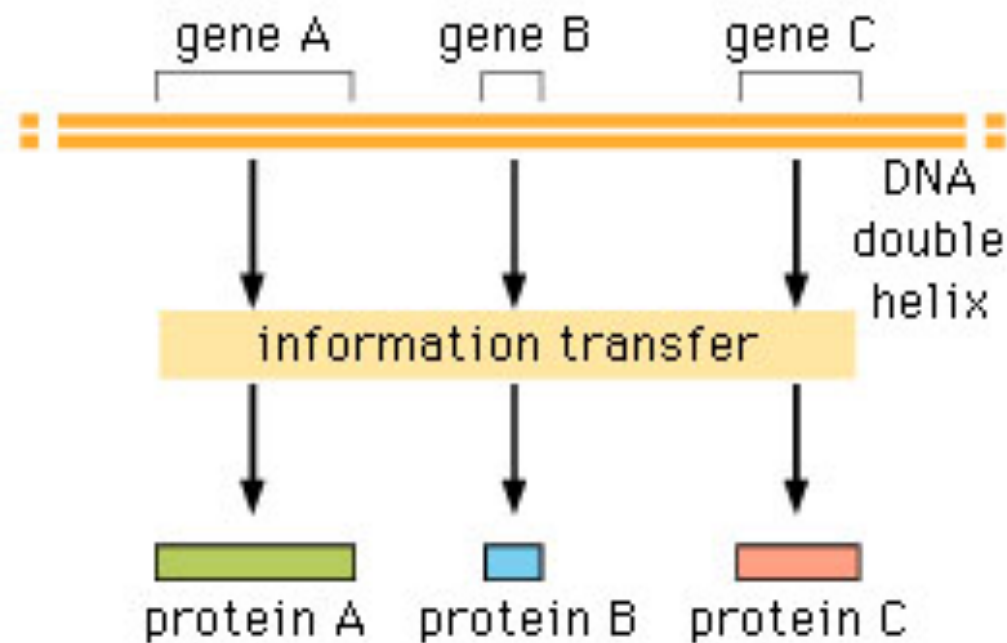 gene A
gene B
gene C
DNA
double
helix
information transfer
protein A
protein B
protein C